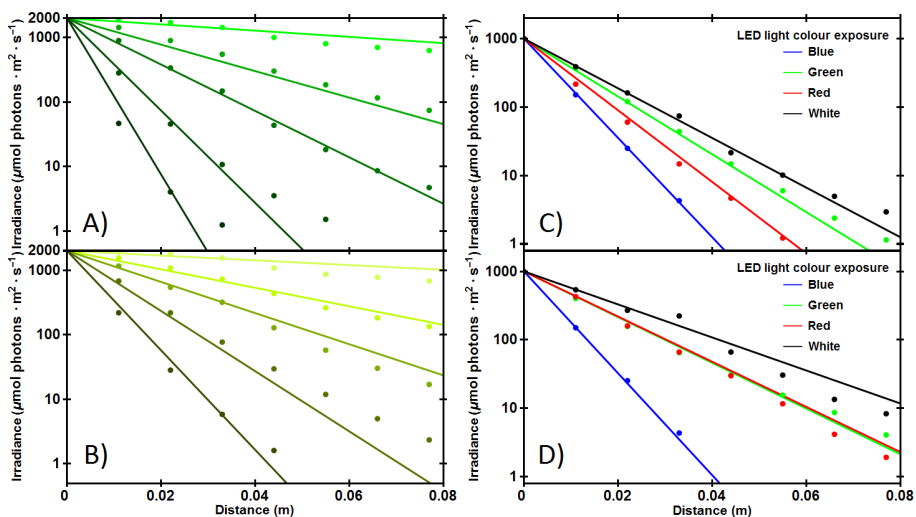 2000
1000
100
10
1
Irradiance (µmol photons · m² · s⁻¹)
A)
2000
1000
100
10
1
Irradiance (µmol photons · m² · s⁻¹)
B)
0 0.02 0.04 0.06 0.08
Distance (m)
1000
100
10
1
Irradiance (µmol photons · m² · s⁻¹)
C)
LED light colour exposure
Blue
Green
Red
White
1000
100
10
1
Irradiance (µmol photons · m² · s⁻¹)
D)
LED light colour exposure
Blue
Green
Red
White
0 0.02 0.04 0.06 0.08
Distance (m)